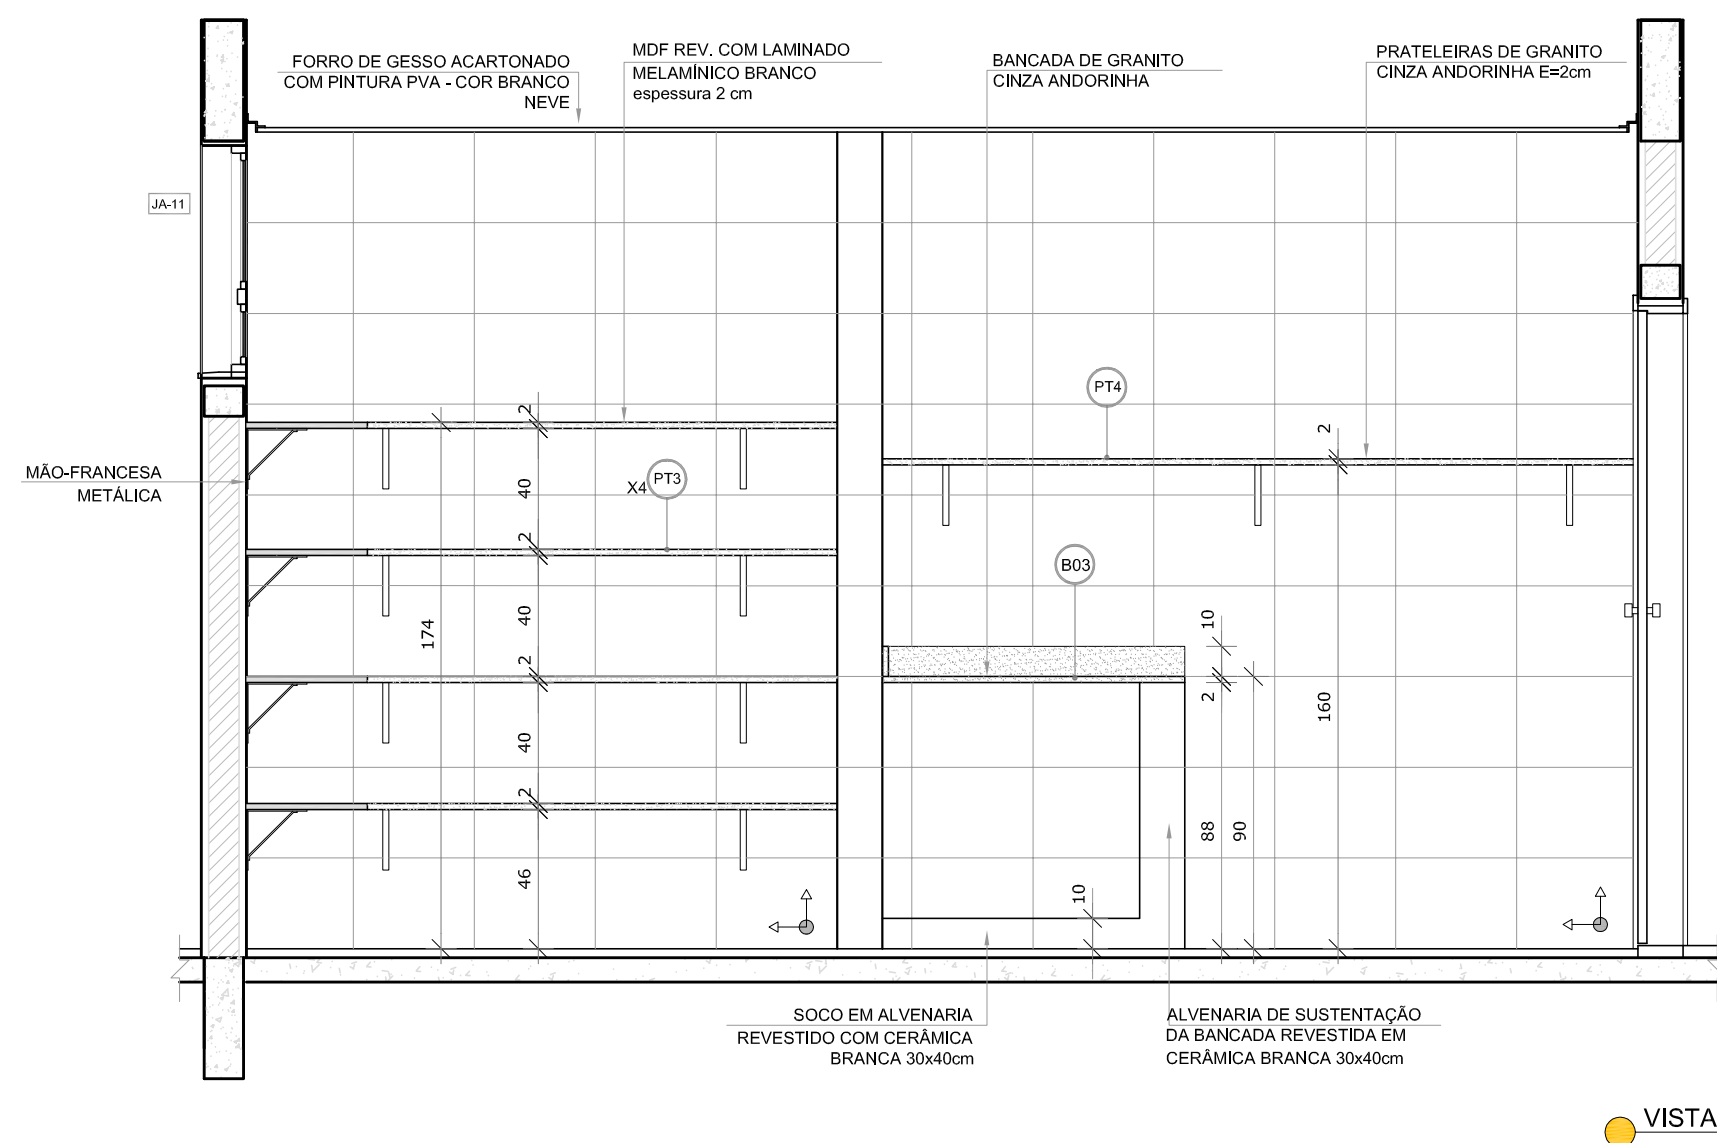 FORRO DE GESSO ACARTONADO
COM PINTURA PVA - COR BRANCO
NEVE
MDF REV. COM LAMINADO
MELAMÍNICO BRANCO
espessura 2 cm
BANCADA DE GRANITO
CINZA ANDORINHA
PRATELEIRAS DE GRANITO
CINZA ANDORINHA E=2cm
JA-11
MÃO-FRANCESA
METÁLICA
2
40
2
40
2
40
2
46
174
X4
PT3
PT4
2
160
B03
10
2
88
90
10
SOCO EM ALVENARIA
REVESTIDO COM CERÂMICA
BRANCA 30x40cm
ALVENARIA DE SUSTENTAÇÃO
DA BANCADA REVESTIDA EM
CERÂMICA BRANCA 30x40cm
VISTA